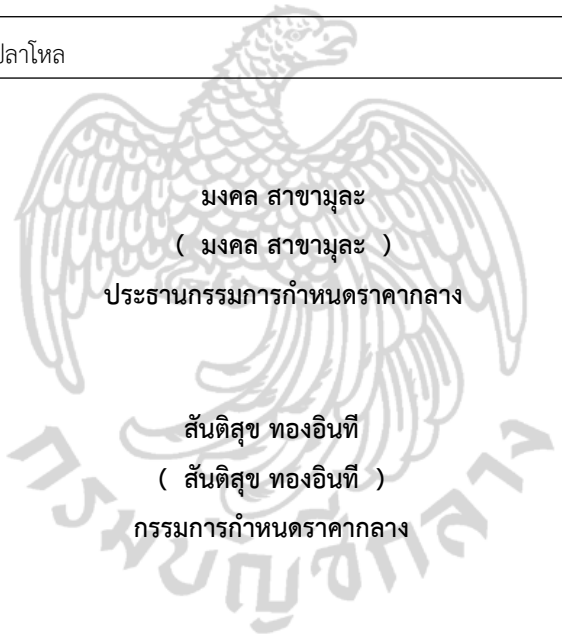 ปลาโหล
มงคล สาขามุละ
( มงคล สาขามุละ )
ประธานกรรมการกำหนดราคากลาง
สันติสุข ทองอินที
( สันติสุข ทองอินที )
กรรมการกำหนดราคากลาง
กรมบัญชีกลาง